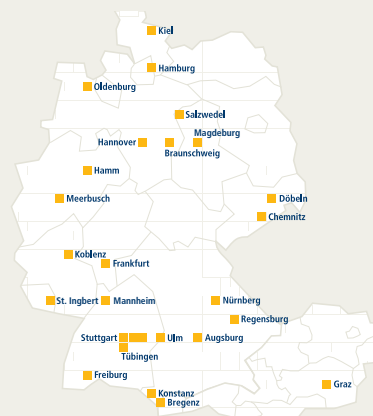 Kiel
Hamburg
Oldenburg
Salzwedel
Magdeburg
Hannover
Braunschweig
Hamm
Meerbusch
Döbeln
Chemnitz
Koblenz
Frankfurt
St. Ingbert
Mannheim
Nürnberg
Regensburg
Stuttgart
Ulm
Augsburg
Tübingen
Freiburg
Graz
Konstanz
Bregenz